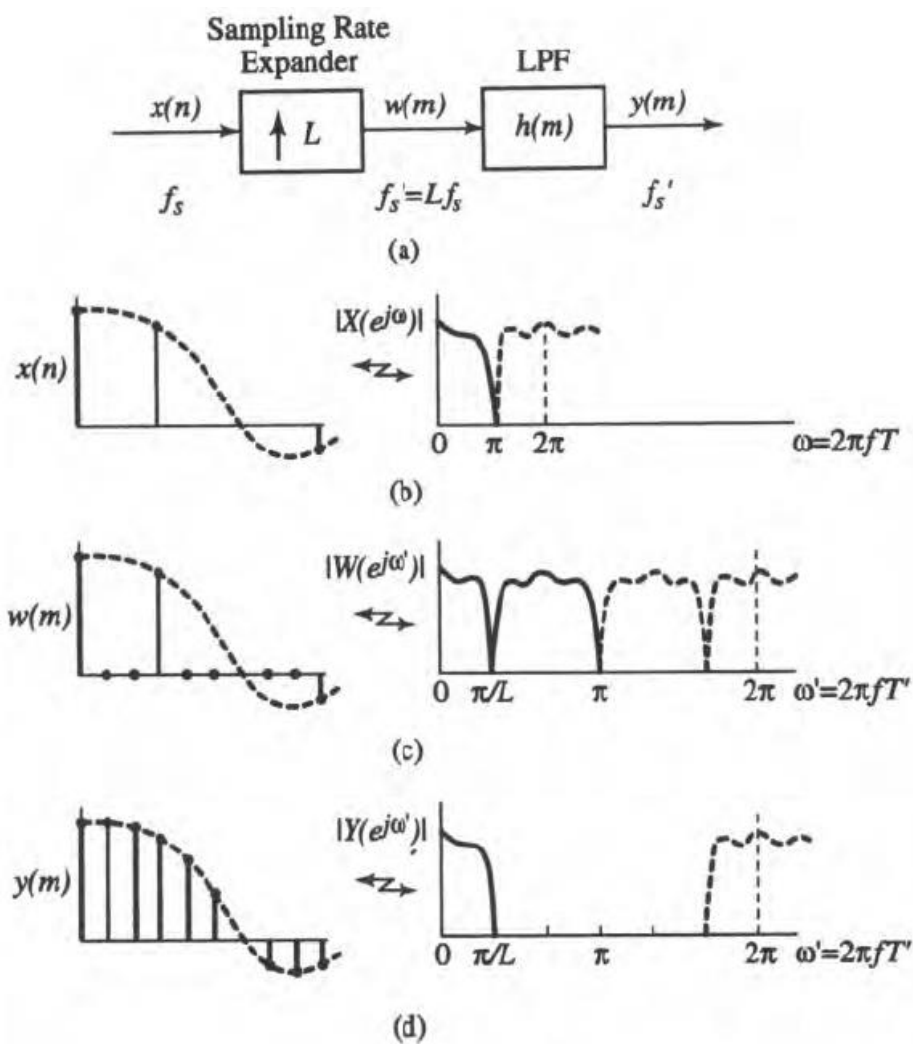 Sampling Rate
Expander
LPF
x(n)
↑ L
w(m)
h(m)
y(m)
f_s
f_s'=Lf_s
f_s'
(a)
x(n)
|X(e^{jω})|
0
π
2π
ω=2πfT
(b)
w(m)
|W(e^{jω'})|
0
π/L
π
2π
ω'=2πfT'
(c)
y(m)
|Y(e^{jω'})|
0
π/L
π
2π
ω'=2πfT'
(d)